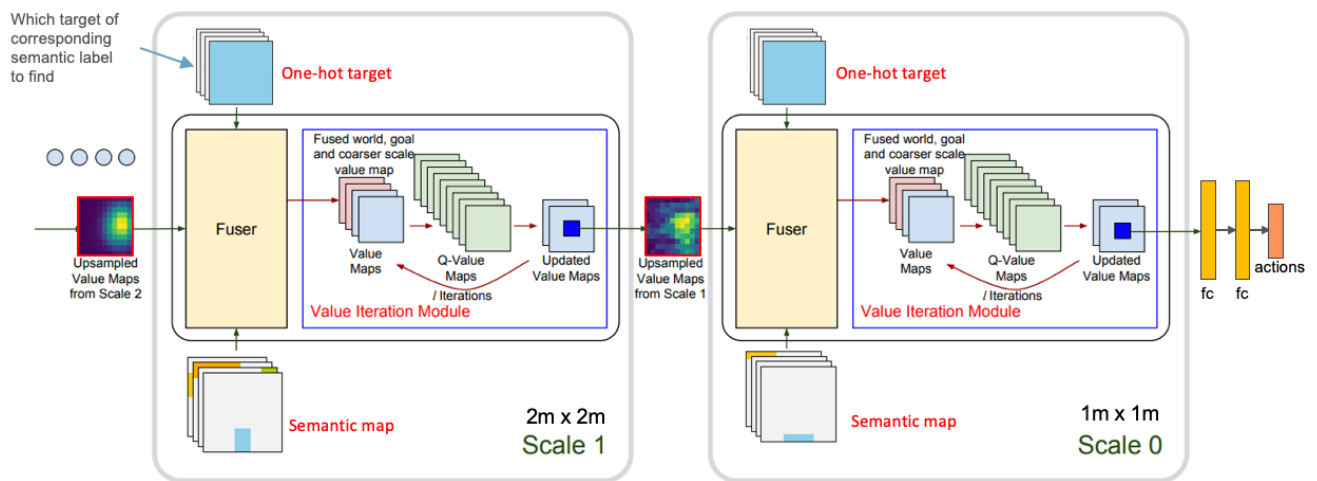 Which target of
corresponding
semantic label
to find
One-hot target
Fuser
Fused world, goal
and coarser scale
value map
Value
Maps
Q-Value
Maps
Updated
Value Maps
l Iterations
Value Iteration Module
Upsampled
Value Maps
from Scale 2
Semantic map
2m x 2m
Scale 1
Upsampled
Value Maps
from Scale 1
One-hot target
Fuser
Fused world, goal
and coarser scale
value map
Value
Maps
Q-Value
Maps
Updated
Value Maps
l Iterations
Value Iteration Module
Semantic map
1m x 1m
Scale 0
fc
fc
actions